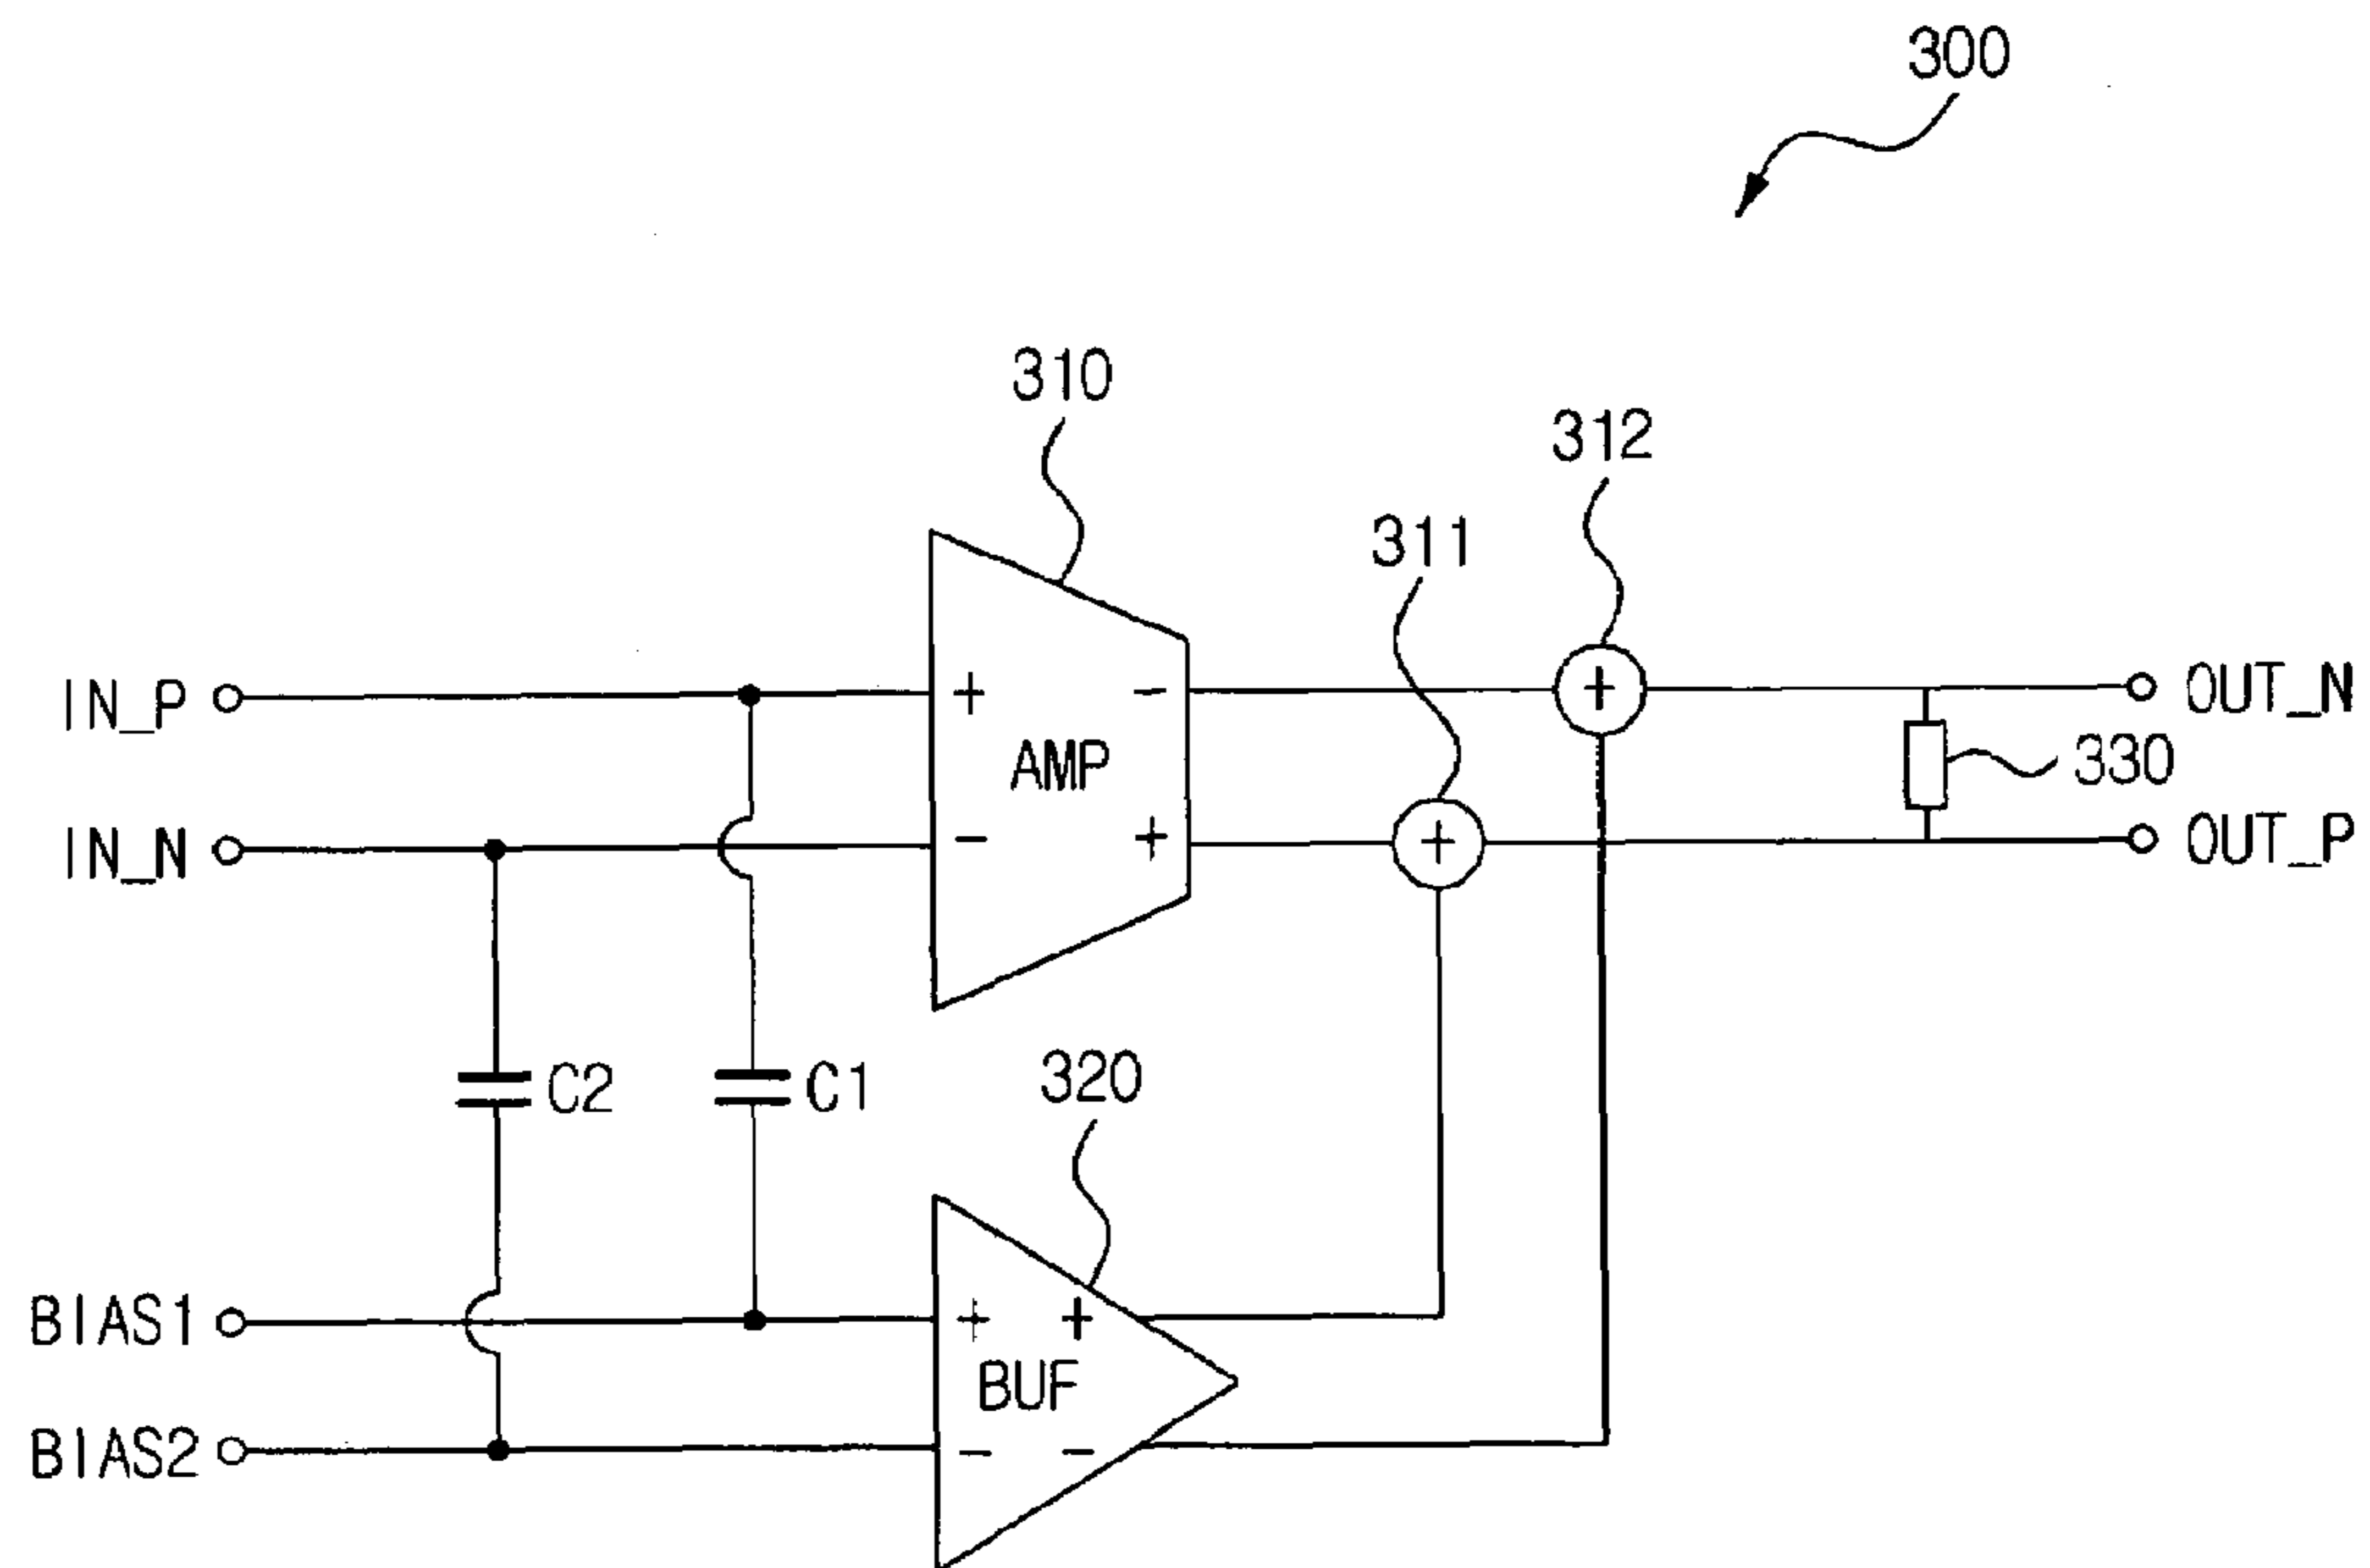 300
310
312
311
IN_P
+
-
+
OUT_N
AMP
330
IN_N
-
+
+
OUT_P
C2
C1
320
BIAS1
+
+
BUF
BIAS2
-
-